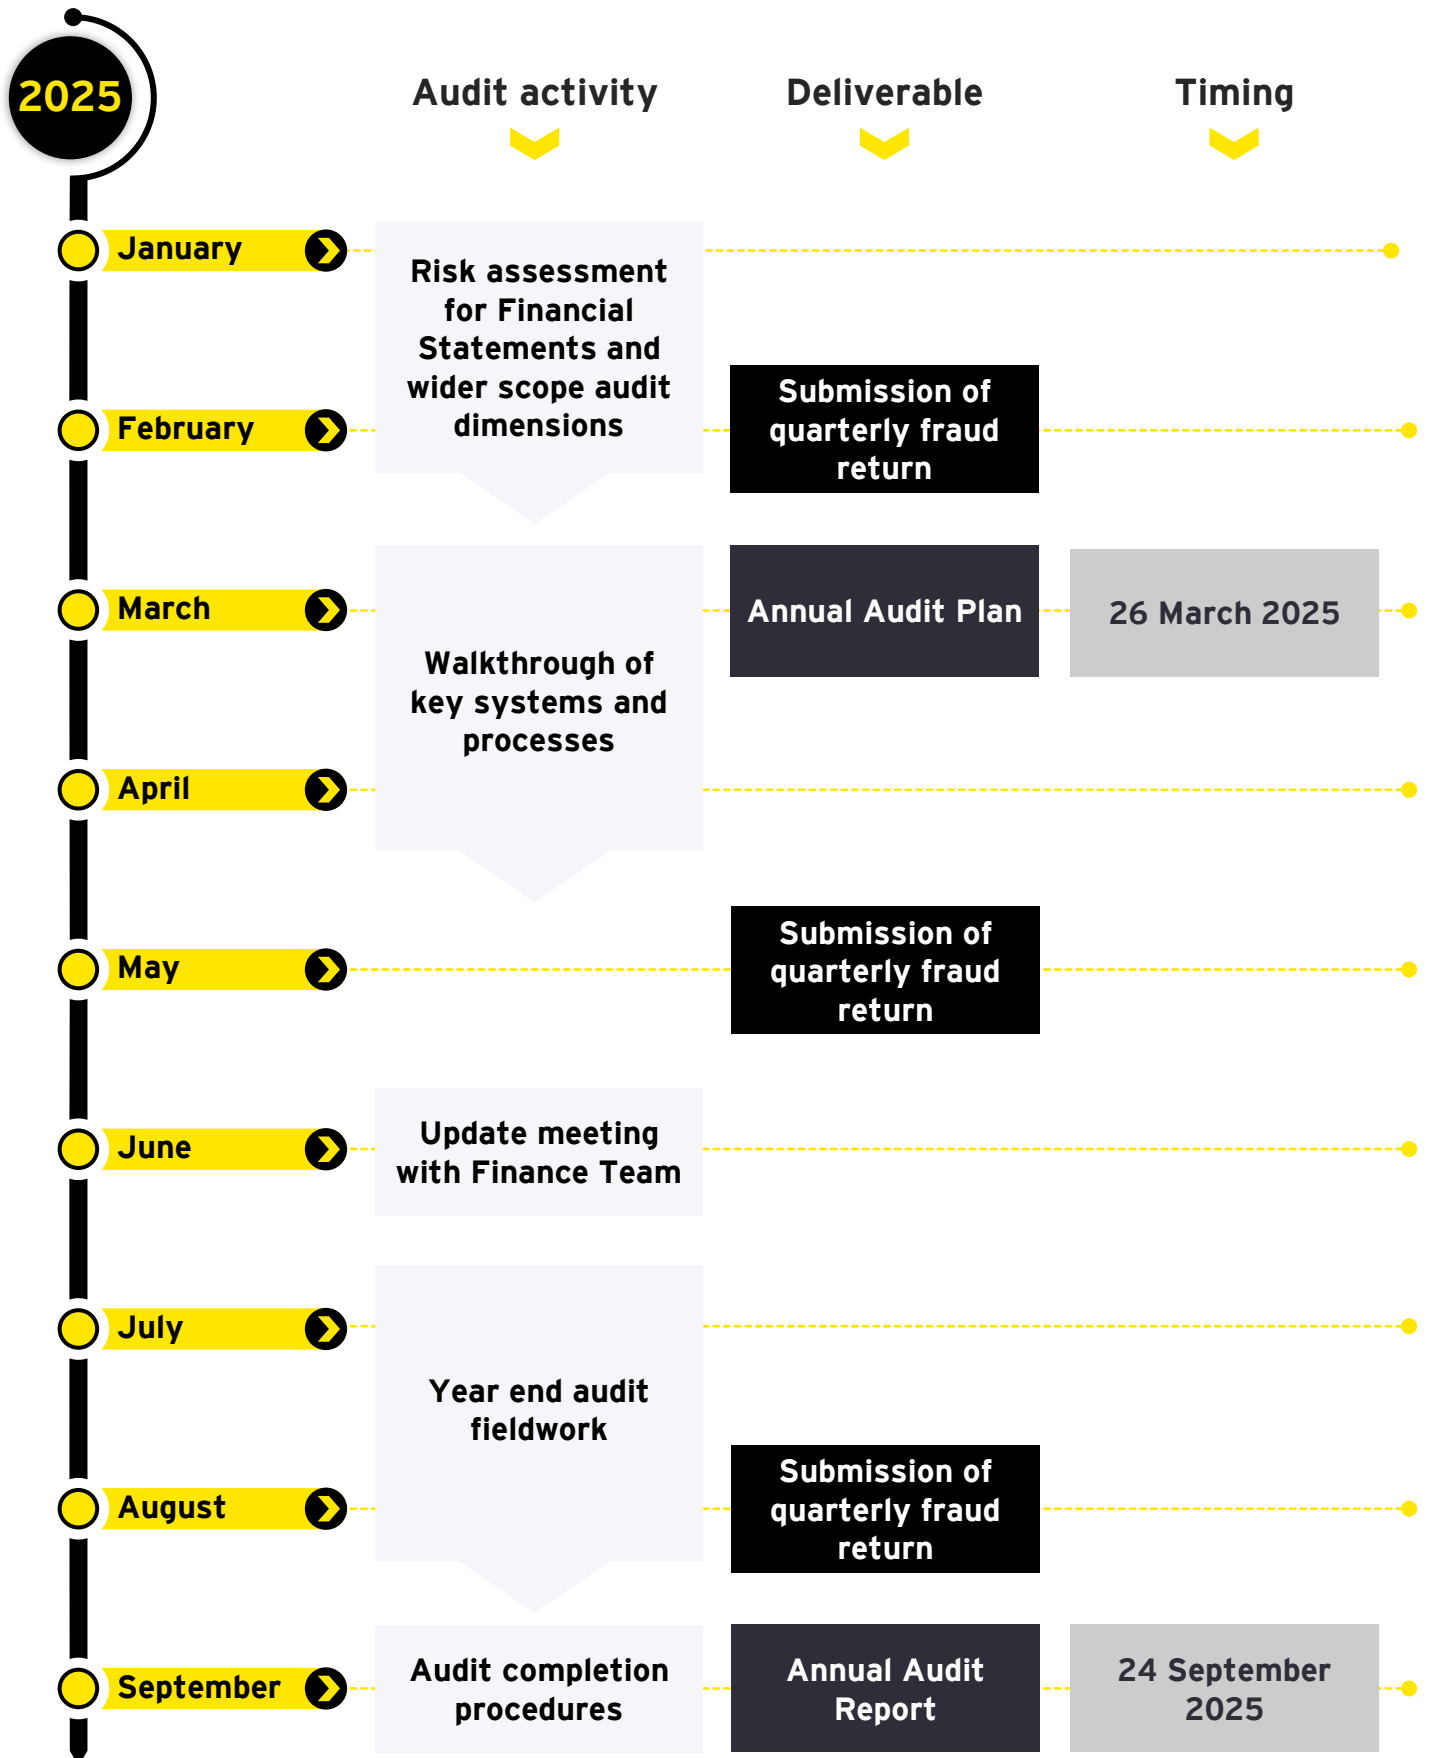 2025
Audit activity
Deliverable
Timing
January
Risk assessment
for Financial
Statements and
wider scope audit
dimensions
February
Submission of
quarterly fraud
return
March
Walkthrough of
key systems and
processes
Annual Audit Plan
26 March 2025
April
May
Submission of
quarterly fraud
return
June
Update meeting
with Finance Team
July
Year end audit
fieldwork
August
Submission of
quarterly fraud
return
September
Audit completion
procedures
Annual Audit
Report
24 September
2025